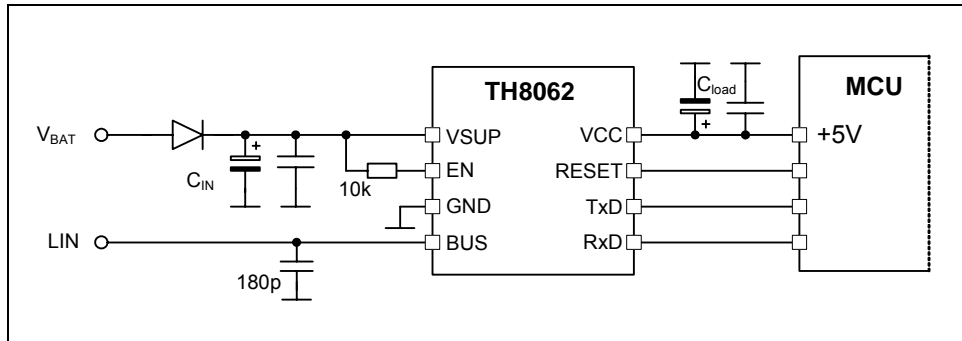 TH8062
MCU
C_load
+
V_BAT
VSUP
VCC
+5V
+
C_IN
10k
EN
RESET
GND
TxD
LIN
BUS
RxD
180p